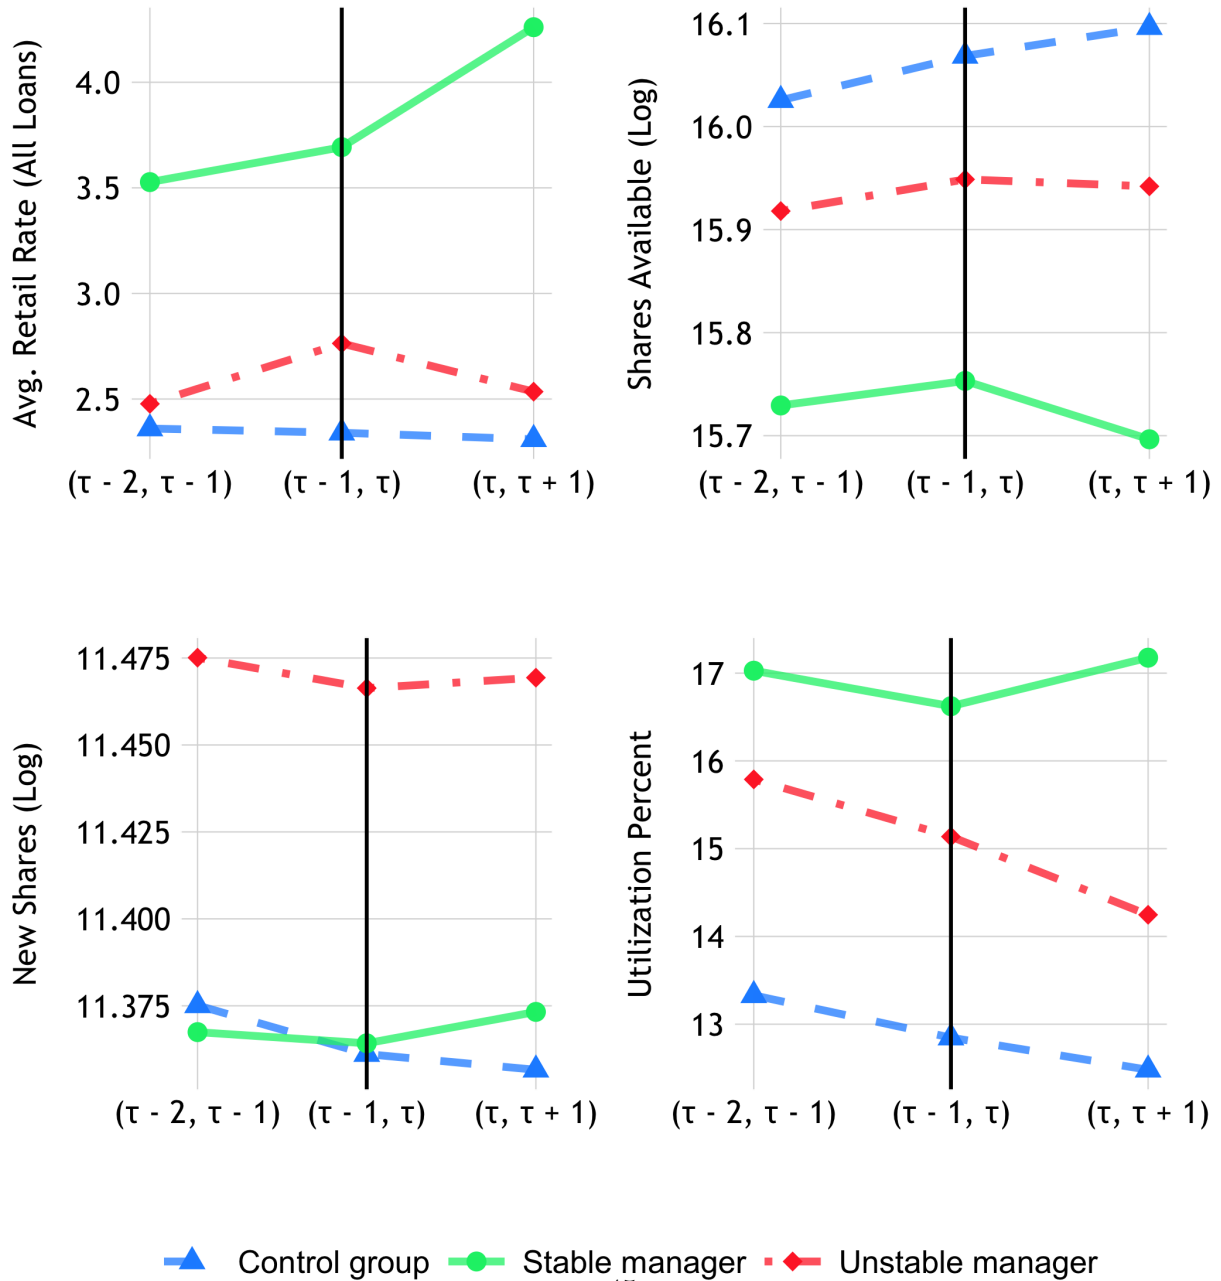 Avg. Retail Rate (All Loans)
4.0
3.5
3.0
2.5
(τ - 2, τ - 1) (τ - 1, τ) (τ, τ + 1)
Shares Available (Log)
16.1
16.0
15.9
15.8
15.7
(τ - 2, τ - 1) (τ - 1, τ) (τ, τ + 1)
New Shares (Log)
11.475
11.450
11.425
11.400
11.375
(τ - 2, τ - 1) (τ - 1, τ) (τ, τ + 1)
Utilization Percent
17
16
15
14
13
(τ - 2, τ - 1) (τ - 1, τ) (τ, τ + 1)
Control group Stable manager Unstable manager